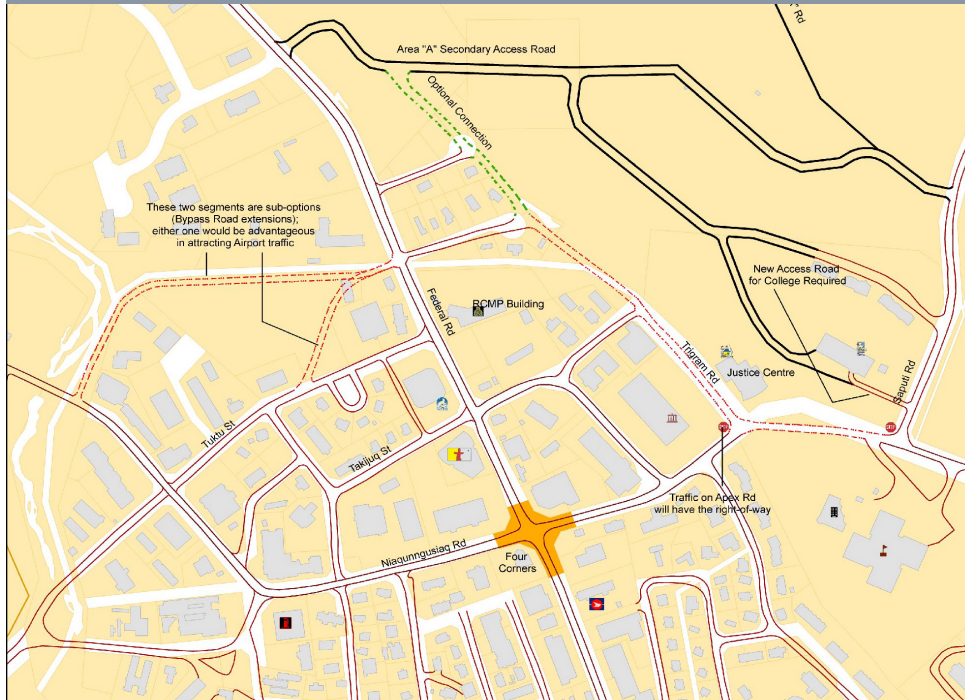 " Rd
Area "A" Secondary Access Road
Optional Connection
These two segments are sub-options
(Bypass Road extensions);
either one would be advantageous
in attracting Airport traffic
New Access Road
for College Required
RCMP Building
Federal Rd
Trigram Rd
Justice Centre
Saputi Rd
Tuktu St
Takijuq St
Traffic on Apex Rd
will have the right-of-way
Niaqunngusiaq Rd
Four
Corners